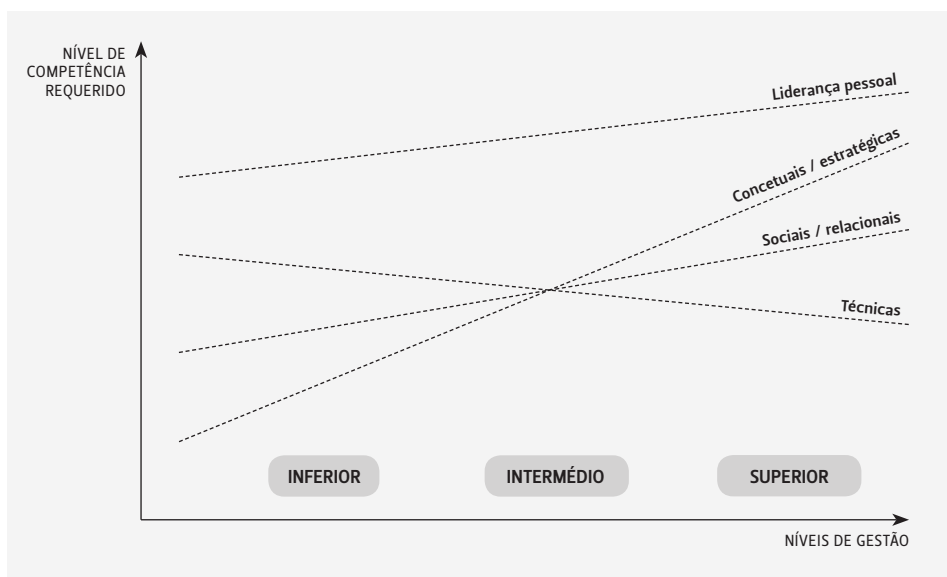 NÍVEL DE
COMPETÊNCIA
REQUERIDO
Liderança pessoal
Concetuais / estratégicas
Sociais / relacionais
Técnicas
INFERIOR
INTERMÉDIO
SUPERIOR
NÍVEIS DE GESTÃO